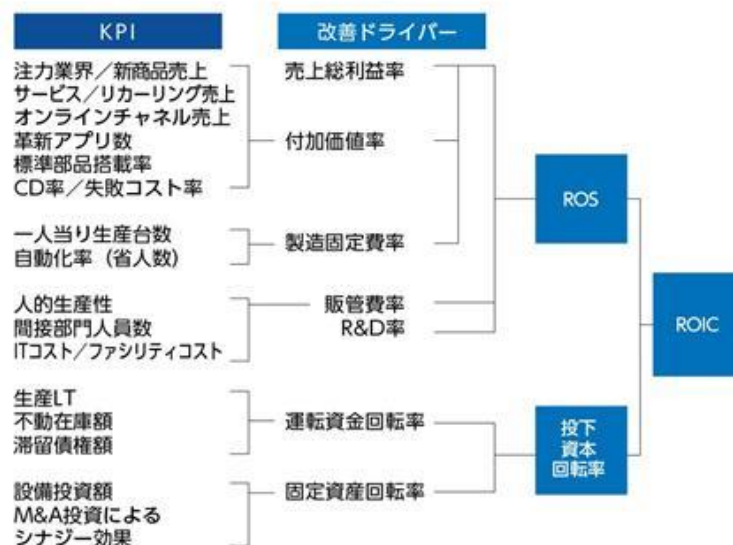 KPI
改善ドライバー
注力業界／新商品売上
サービス／リカーリング売上
オンラインチャネル売上
革新アプリ数
標準部品搭載率
CD率／失敗コスト率
一人当り生産台数
自動化率（省人数）
人的生産性
間接部門人員数
ITコスト／ファシリティコスト
生産LT
不動在庫額
滞留債権額
設備投資額
M&A投資による
シナジー効果
売上総利益率
付加価値率
製造固定費率
販管費率
R&D率
運転資金回転率
固定資産回転率
ROS
投下
資本
回転率
ROIC